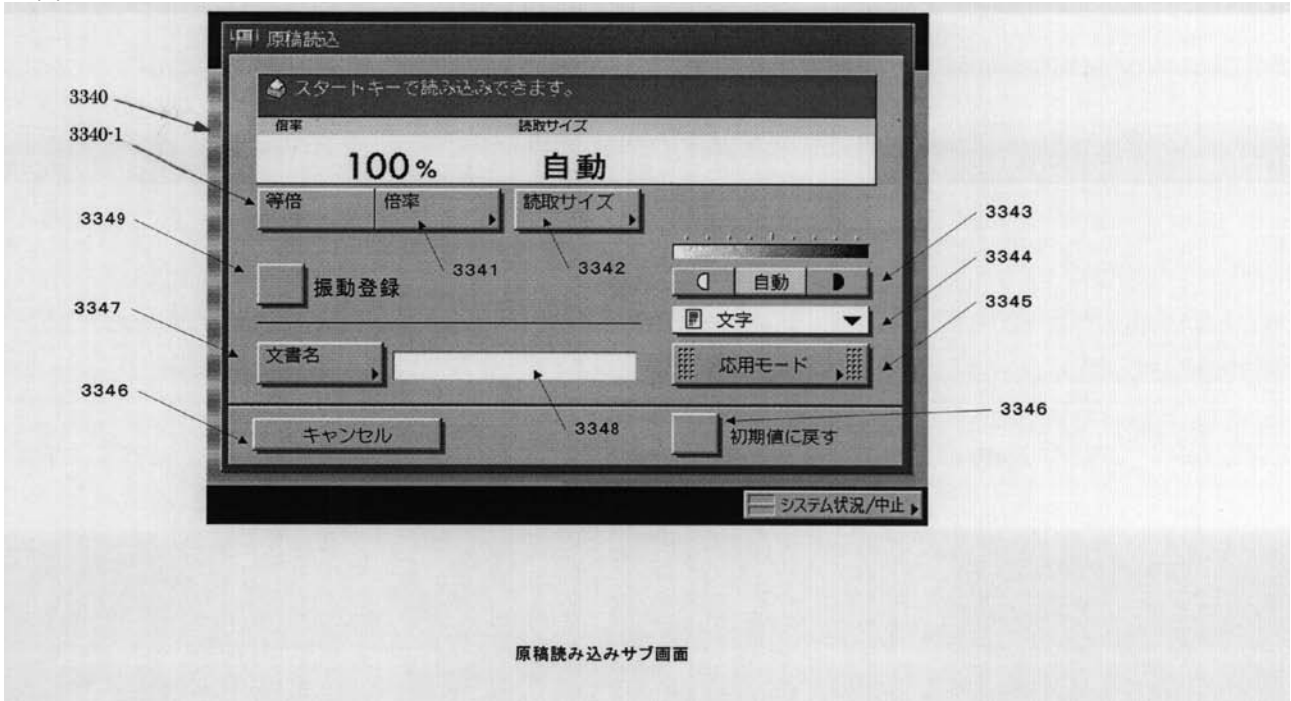 原稿読込
スタートキーで読み込みできます。
3340
3340-1
倍率 読取サイズ
100% 自動
等倍 倍率 読取サイズ
3349
3343
3341 3342
3344
振動登録
自動
3345
3347
文字
文書名
応用モード
3346
3348
3346
キャンセル
初期値に戻す
システム状況/中止
原稿読み込みサブ画面